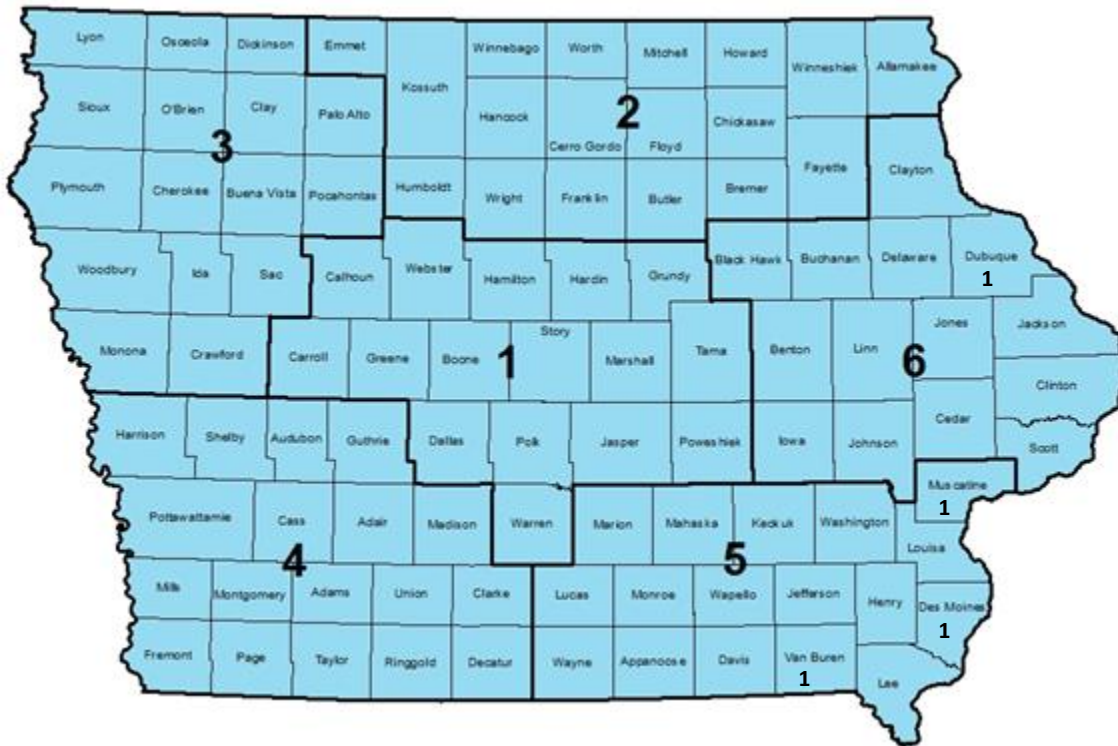 Lyon Osceola Dickinson Emmet Winnebago Worth Mitchell Howard Winneshiek Allamakee
Kossuth
Sioux O'Brien Clay Palo Alto Hancock Cerro Gordo Floyd Chickasaw
3 2
Plymouth Cherokee Buena Vista Pocahontas Humboldt Wright Franklin Butler Bremer Fayette Clayton
Woodbury Ida Sac Calhoun Webster Hamilton Hardin Grundy Black Hawk Buchanan Delaware Dubuque
1
Monona Crawford Carroll Greene Boone Story Marshall Tama Benton Linn Jones Jackson
1 6
Clinton
Harrison Shelby Audubon Guthrie Dallas Polk Jasper Poweshiek Iowa Johnson Cedar Scott
Muscatine
1
Pottawattamie Cass Adair Madison Warren Marion Mahaska Keokuk Washington Louisa
4 5
Mills Montgomery Adams Union Clarke Lucas Monroe Wapello Jefferson Henry Des Moines
1
Fremont Page Taylor Ringgold Decatur Wayne Appanoose Davis Van Buren Lee
1